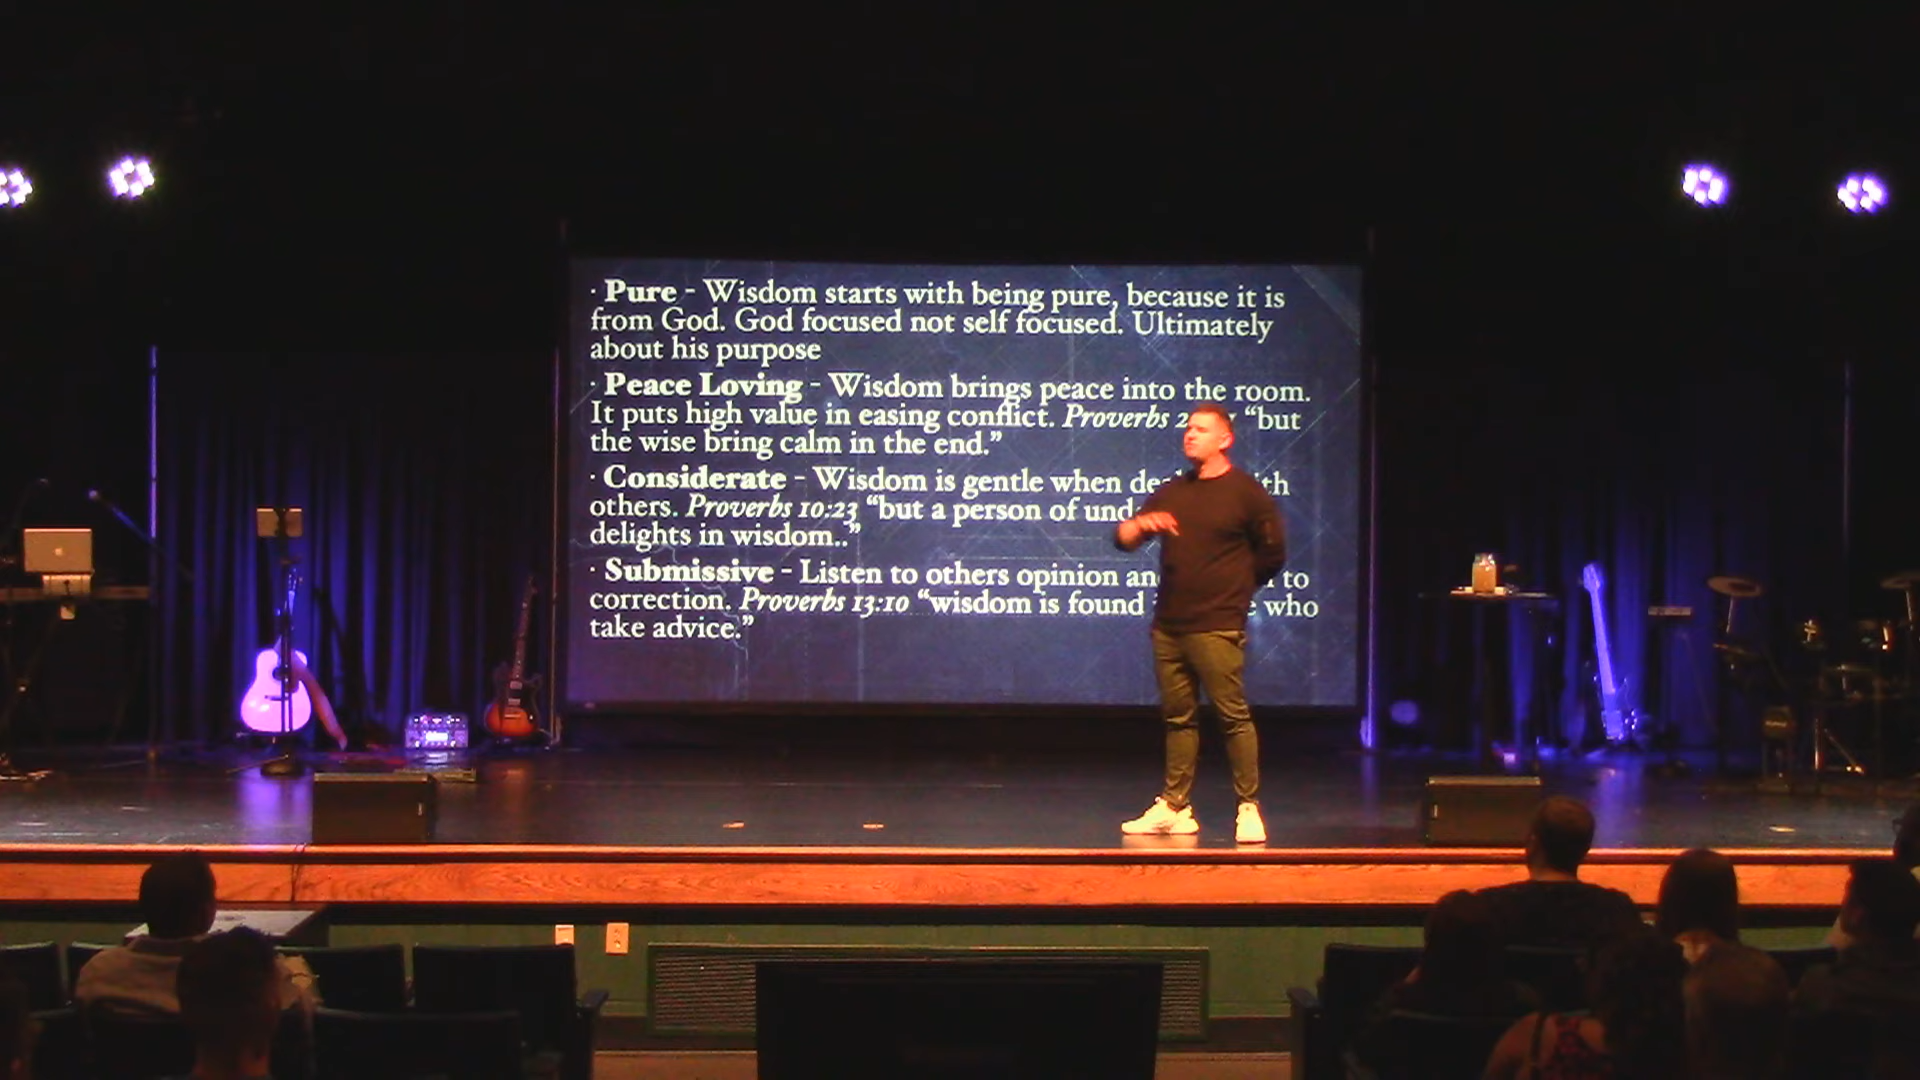 · Pure - Wisdom starts with being pure, because it is
from God. God focused not self focused. Ultimately
about his purpose
· Peace Loving - Wisdom brings peace into the room.
It puts high value in easing conflict. Proverbs “but
the wise bring calm in the end.”
· Considerate - Wisdom is gentle when
others. Proverbs 10:23 “but a person of
delights in wisdom..”
· Submissive - Listen to others opinion to
correction. Proverbs 13:10 “wisdom is found who
take advice.”